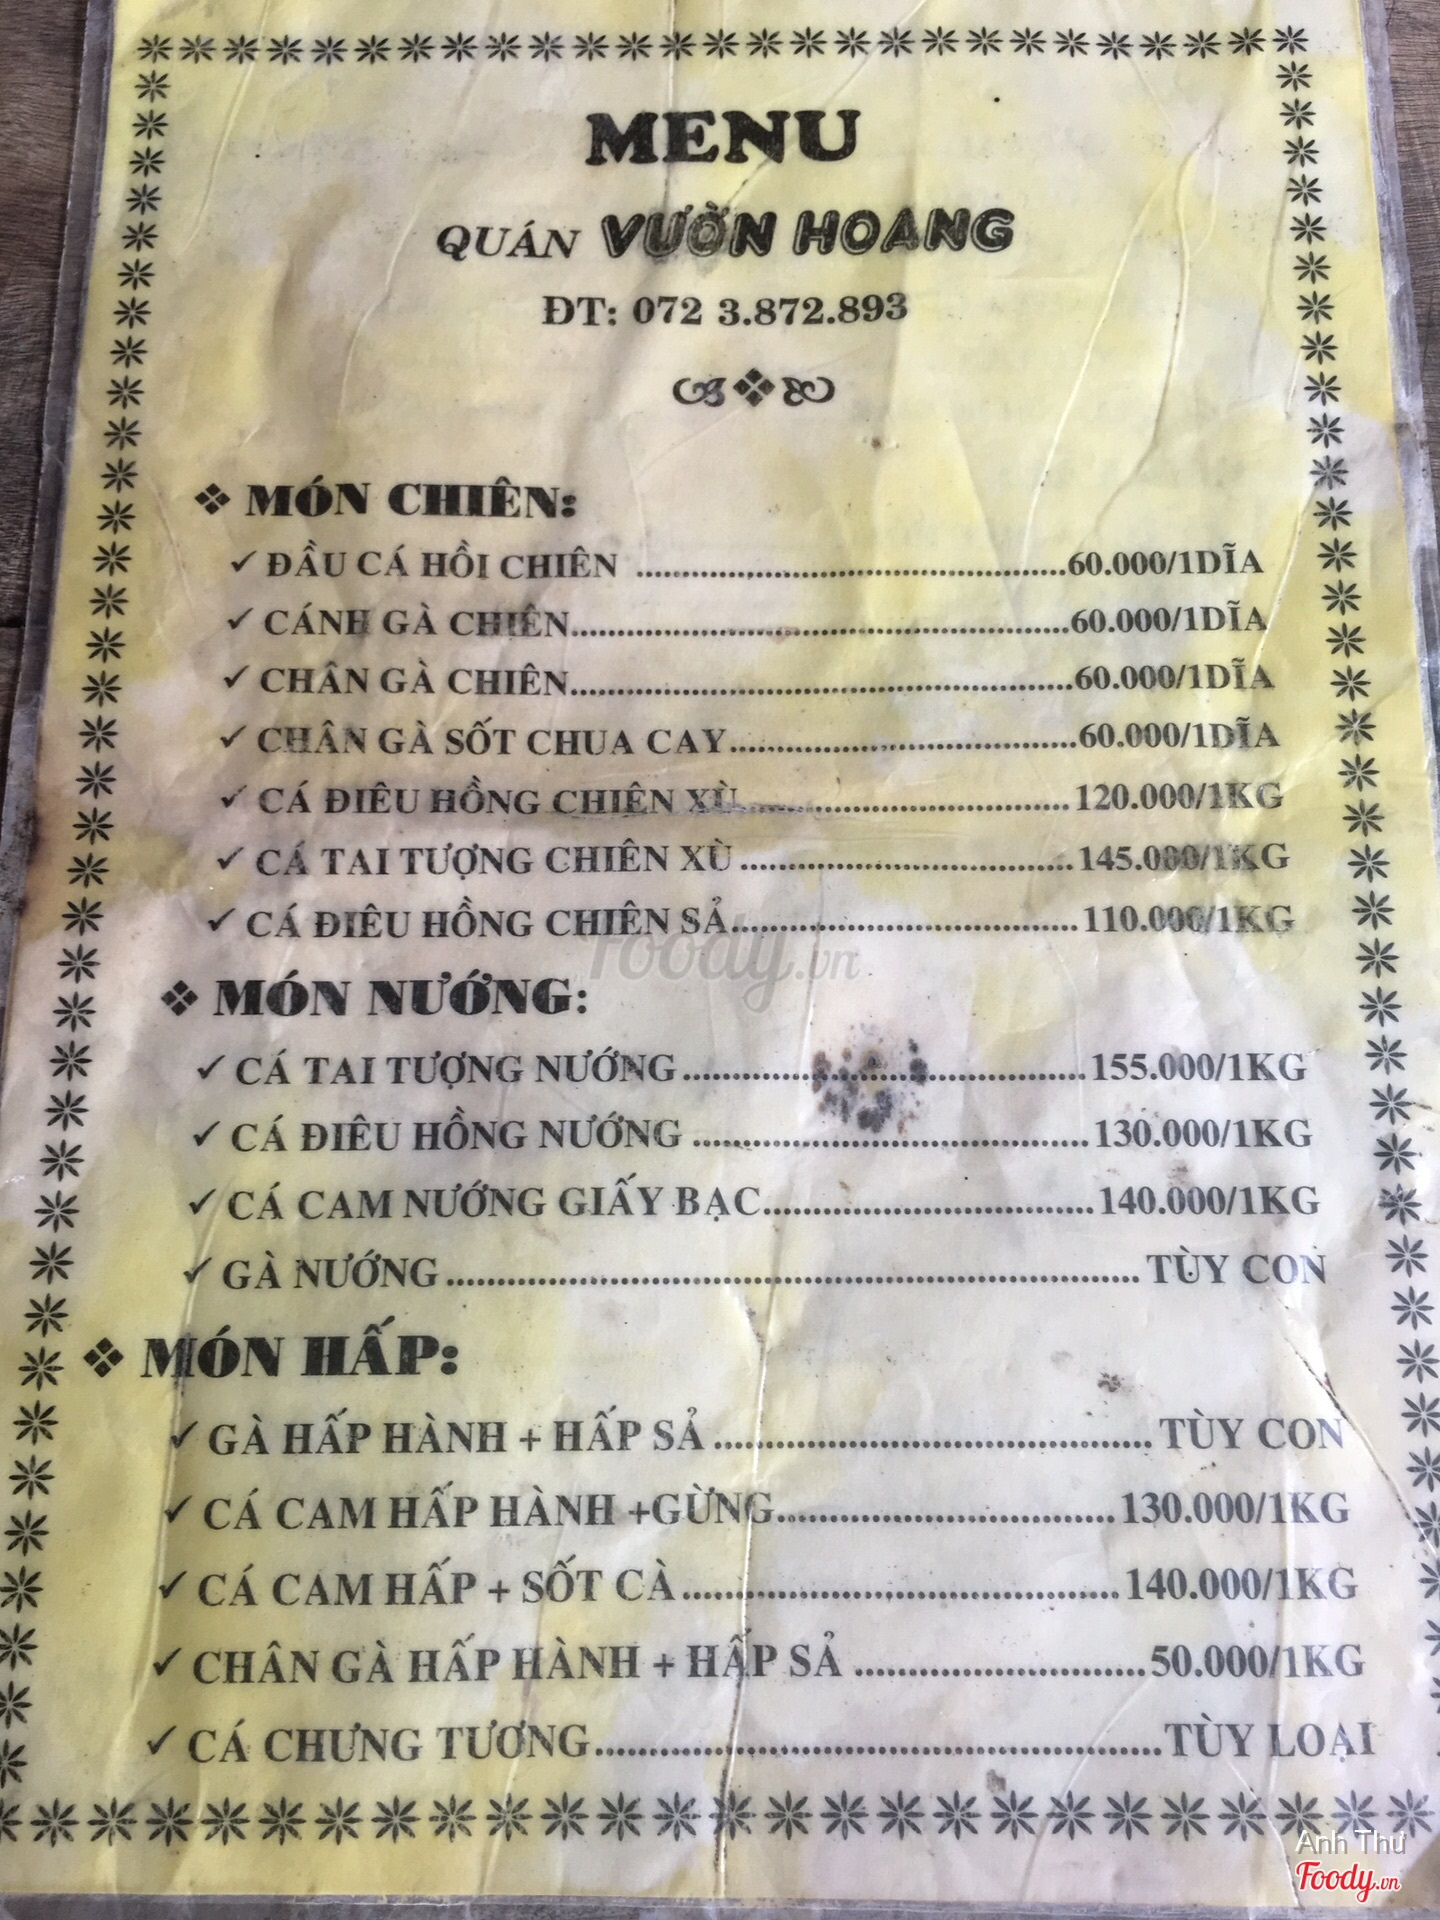 MENU
QUÁN VƯỜN HOANG
ĐT: 072 3.872.893
❖ MÓN CHIÊN:
✓ ĐẦU CÁ HỒI CHIÊN ........................................60.000/1DĨA
✓ CÁNH GÀ CHIÊN........................................60.000/1DĨA
✓ CHÂN GÀ CHIÊN........................................60.000/1DĨA
✓ CHÂN GÀ SỐT CHUA CAY..............................60.000/1DĨA
✓ CÁ ĐIÊU HỒNG CHIÊN XÙ..............................120.000/1KG
✓ CÁ TAI TƯỢNG CHIÊN XÙ..............................145.000/1KG
✓ CÁ ĐIÊU HỒNG CHIÊN SẢ..............................110.000/1KG
Foody.vn
❖ MÓN NƯỚNG:
✓ CÁ TAI TƯỢNG NƯỚNG..............................155.000/1KG
✓ CÁ ĐIÊU HỒNG NƯỚNG ..............................130.000/1KG
✓ CÁ CAM NƯỚNG GIẤY BẠC..............................140.000/1KG
✓ GÀ NƯỚNG..................................................TÙY CON
❖ MÓN HẤP:
✓ GÀ HẤP HÀNH + HẤP SẢ..............................TÙY CON
✓ CÁ CAM HẤP HÀNH +GỪNG..............................130.000/1KG
✓ CÁ CAM HẤP + SỐT CÀ..............................140.000/1KG
✓ CHÂN GÀ HẤP HÀNH + HẤP SẢ ....................50.000/1KG
✓ CÁ CHƯNG TƯƠNG........................................TÙY LOẠI
Anh Thư
Foody.vn